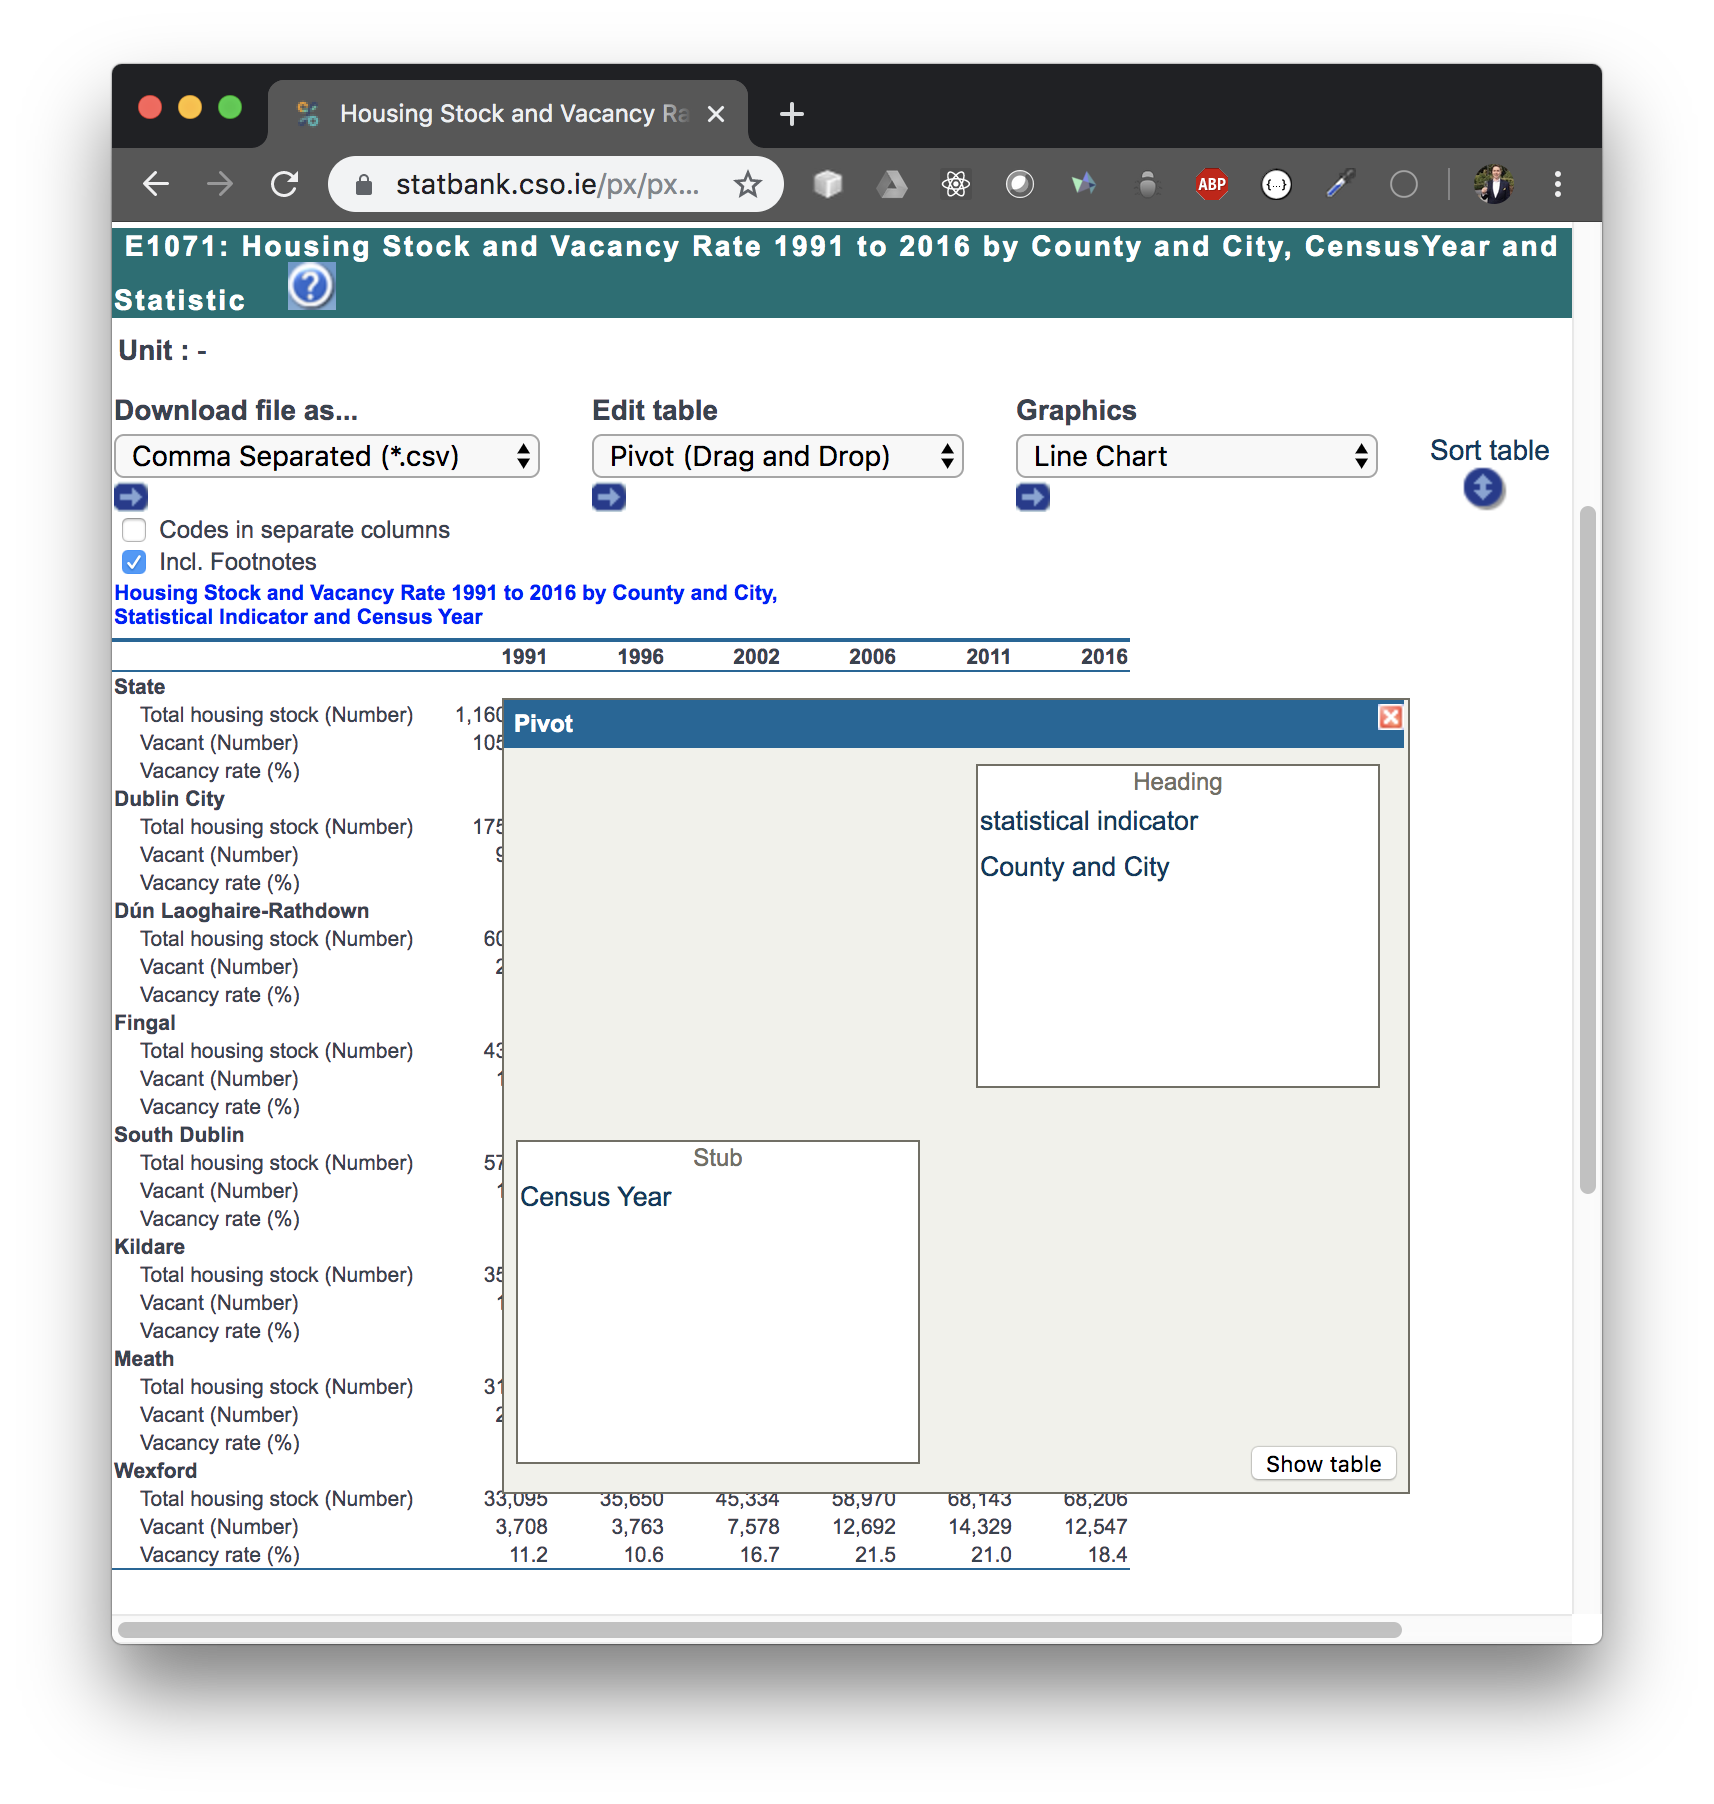 Housing Stock and Vacancy Ra
statbank.cso.ie/px/px...
ABP
{...}
E1071: Housing Stock and Vacancy Rate 1991 to 2016 by County and City, CensusYear and
Statistic ?
Unit : -
Download file as... Edit table Graphics
Comma Separated (*.csv) Pivot (Drag and Drop) Line Chart Sort table
Codes in separate columns
Incl. Footnotes
Housing Stock and Vacancy Rate 1991 to 2016 by County and City,
Statistical Indicator and Census Year
1991 1996 2002 2006 2011 2016
State
Total housing stock (Number) 1,160
Vacant (Number) 105
Vacancy rate (%)
Dublin City
Total housing stock (Number) 175
Vacant (Number) 9
Vacancy rate (%)
Dún Laoghaire-Rathdown
Total housing stock (Number) 60
Vacant (Number) 2
Vacancy rate (%)
Fingal
Total housing stock (Number) 43
Vacant (Number) 1
Vacancy rate (%)
South Dublin
Total housing stock (Number) 57
Vacant (Number) 1
Vacancy rate (%)
Kildare
Total housing stock (Number) 35
Vacant (Number) 1
Vacancy rate (%)
Meath
Total housing stock (Number) 31
Vacant (Number) 2
Vacancy rate (%)
Wexford
Total housing stock (Number) 33,095 35,650 45,334 58,970 68,143 68,206
Vacant (Number) 3,708 3,763 7,578 12,692 14,329 12,547
Vacancy rate (%) 11.2 10.6 16.7 21.5 21.0 18.4
Pivot
Heading
statistical indicator
County and City
Stub
Census Year
Show table